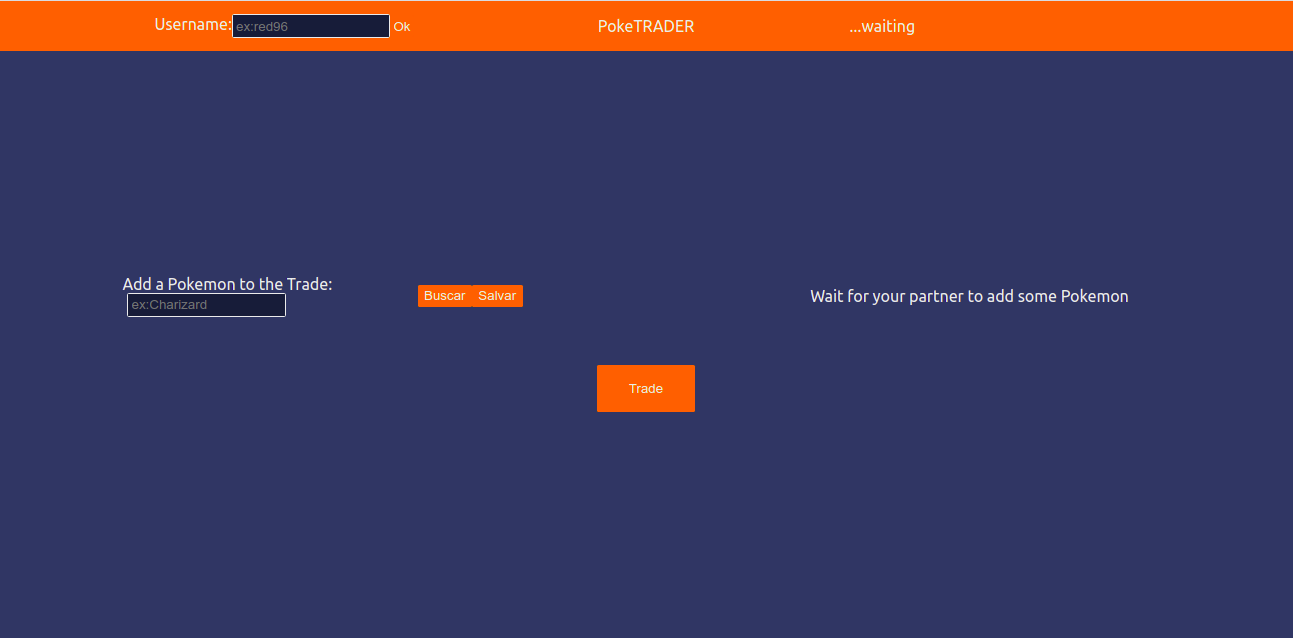 Username: ex:red96 Ok PokeTRADER ...waiting
Add a Pokemon to the Trade:
ex:Charizard
Buscar Salvar
Wait for your partner to add some Pokemon
Trade